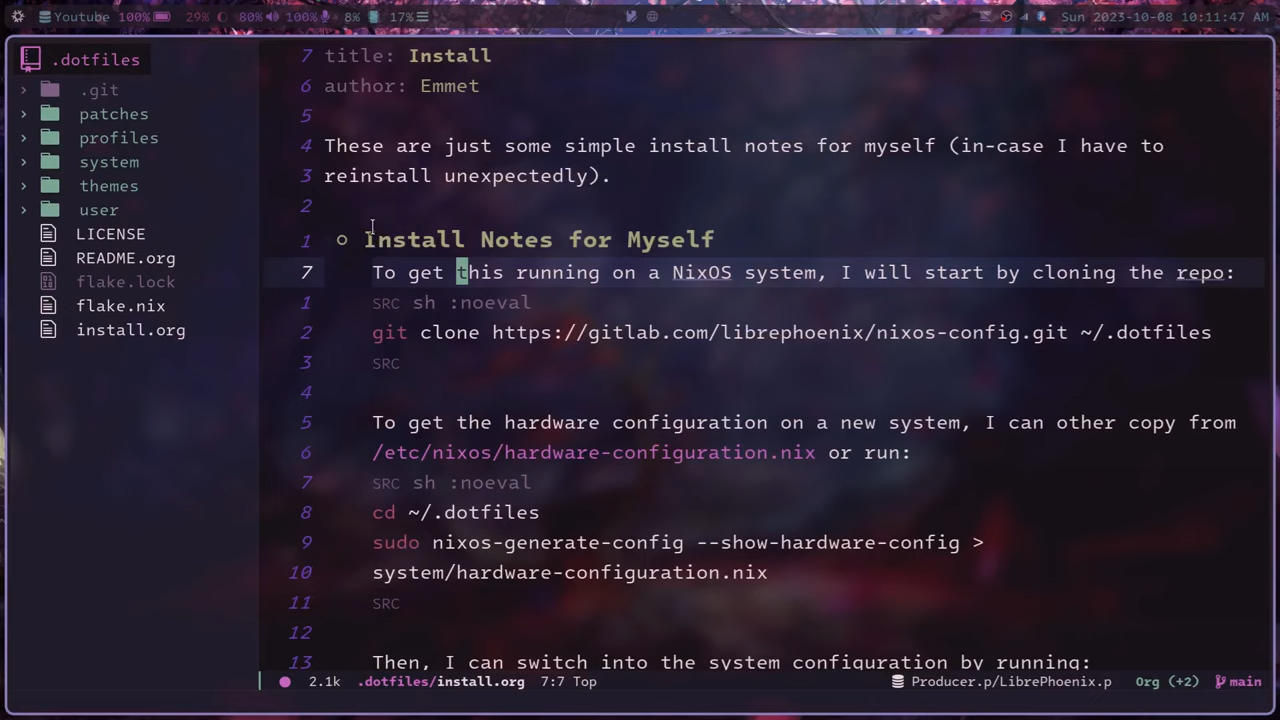 Youtube 100% 29% 80% 100% 8% 17% Sun 2023-10-08 10:11:47 AM
.dotfiles
.git
patches
profiles
system
themes
user
LICENSE
README.org
flake.lock
flake.nix
install.org
7 title: Install
6 author: Emmet
5
4 These are just some simple install notes for myself (in-case I have to
3 reinstall unexpectedly).
2
1 Install Notes for Myself
7 To get this running on a NixOS system, I will start by cloning the repo:
1 SRC sh :noeval
2 git clone https://gitlab.com/librephoenix/nixos-config.git ~/.dotfiles
3 SRC
4
5 To get the hardware configuration on a new system, I can other copy from
6 /etc/nixos/hardware-configuration.nix or run:
7 SRC sh :noeval
8 cd ~/.dotfiles
9 sudo nixos-generate-config --show-hardware-config >
10 system/hardware-configuration.nix
11 SRC
12
13 Then, I can switch into the system configuration by running:
2.1k .dotfiles/install.org 7:7 Top Producer.p/LibrePhoenix.p Org (+2) main